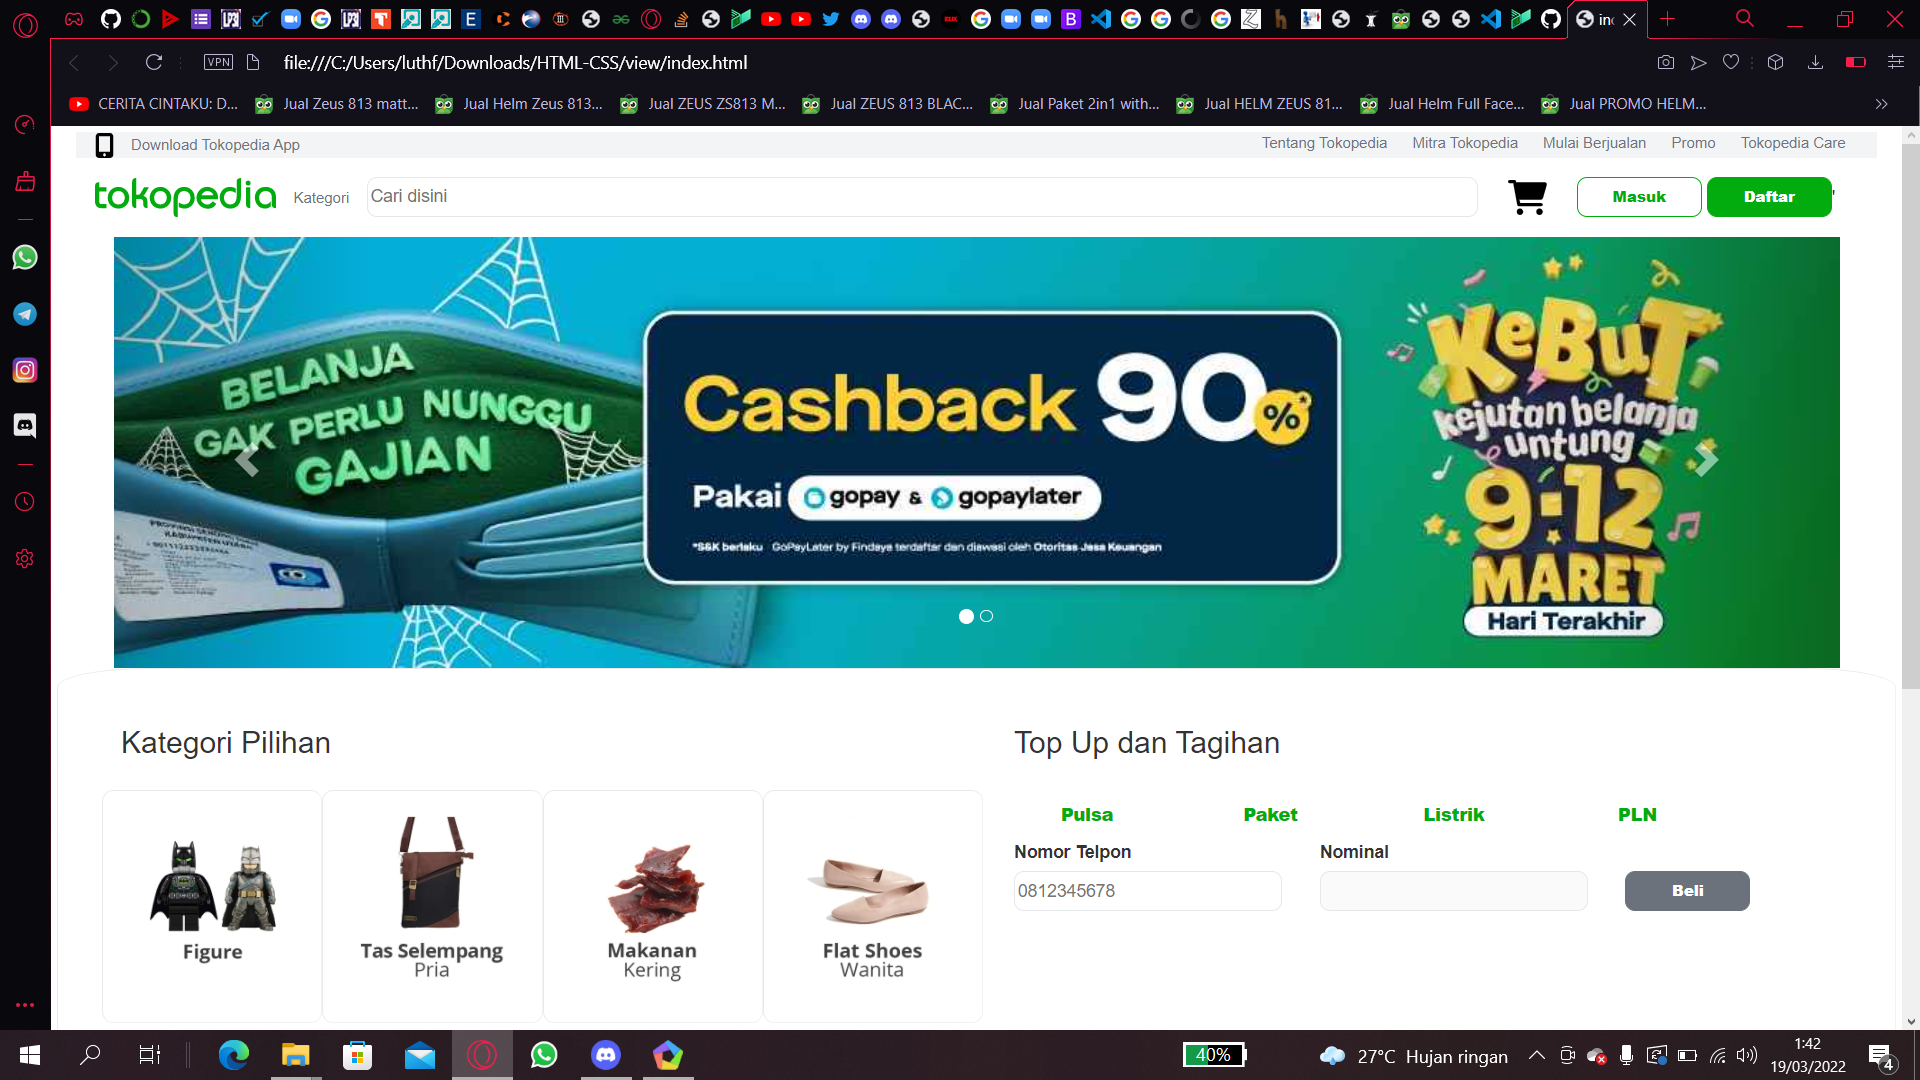 in
VPN
file:///C:/Users/luthf/Downloads/HTML-CSS/view/index.html
CERITA CINTAKU: D...
Jual Zeus 813 matt...
Jual Helm Zeus 813...
Jual ZEUS ZS813 M...
Jual ZEUS 813 BLAC...
Jual Paket 2in1 with...
Jual HELM ZEUS 81...
Jual Helm Full Face...
Jual PROMO HELM...
Download Tokopedia App
Tentang Tokopedia
Mitra Tokopedia
Mulai Berjualan
Promo
Tokopedia Care
tokopedia
Kategori
Cari disini
Masuk
Daftar
'
BELANJA
GAK PERLU NUNGGU
GAJIAN
Cashback 90%*
Pakai gopay & gopaylater
*S&K berlaku GoPayLater by Findaya terdaftar dan diawasi oleh Otoritas Jasa Keuangan
KeBuT
kejutan belanja
untung
9-12
MARET
Hari Terakhir
Kategori Pilihan
Top Up dan Tagihan
Figure
Tas Selempang
Pria
Makanan
Kering
Flat Shoes
Wanita
Pulsa
Paket
Listrik
PLN
Nomor Telpon
Nominal
0812345678
Beli
40%
27°C Hujan ringan
1:42
19/03/2022
4